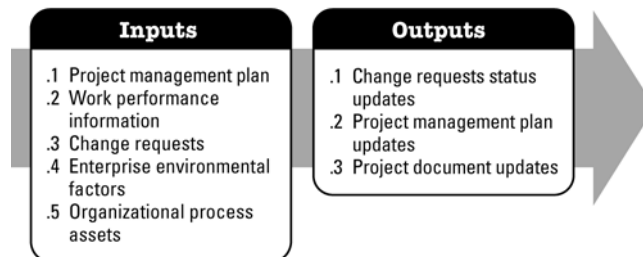 Inputs
.1 Project management plan
.2 Work performance
information
.3 Change requests
.4 Enterprise environmental
factors
.5 Organizational process
assets
Outputs
.1 Change requests status
updates
.2 Project management plan
updates
.3 Project document updates